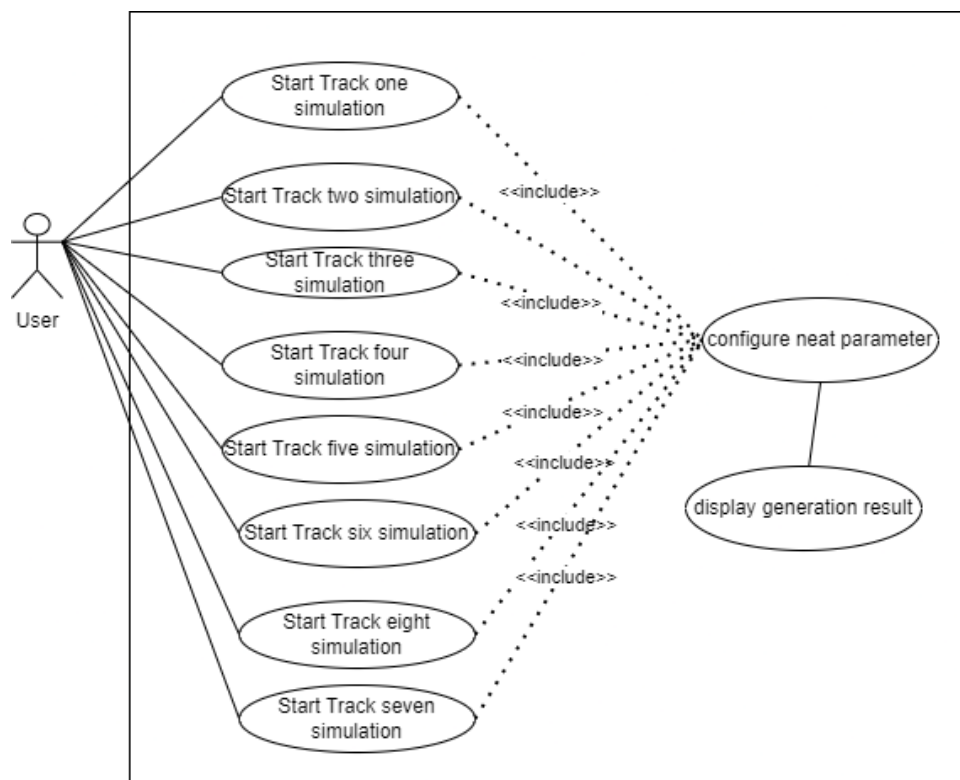 Start Track one
simulation
Start Track two simulation
<<include>>
Start Track three
simulation
<<include>>
User
configure neat parameter
Start Track four
simulation
<<include>>
<<include>>
Start Track five simulation
<<include>>
display generation result
Start Track six simulation
<<include>>
<<include>>
Start Track eight
simulation
Start Track seven
simulation